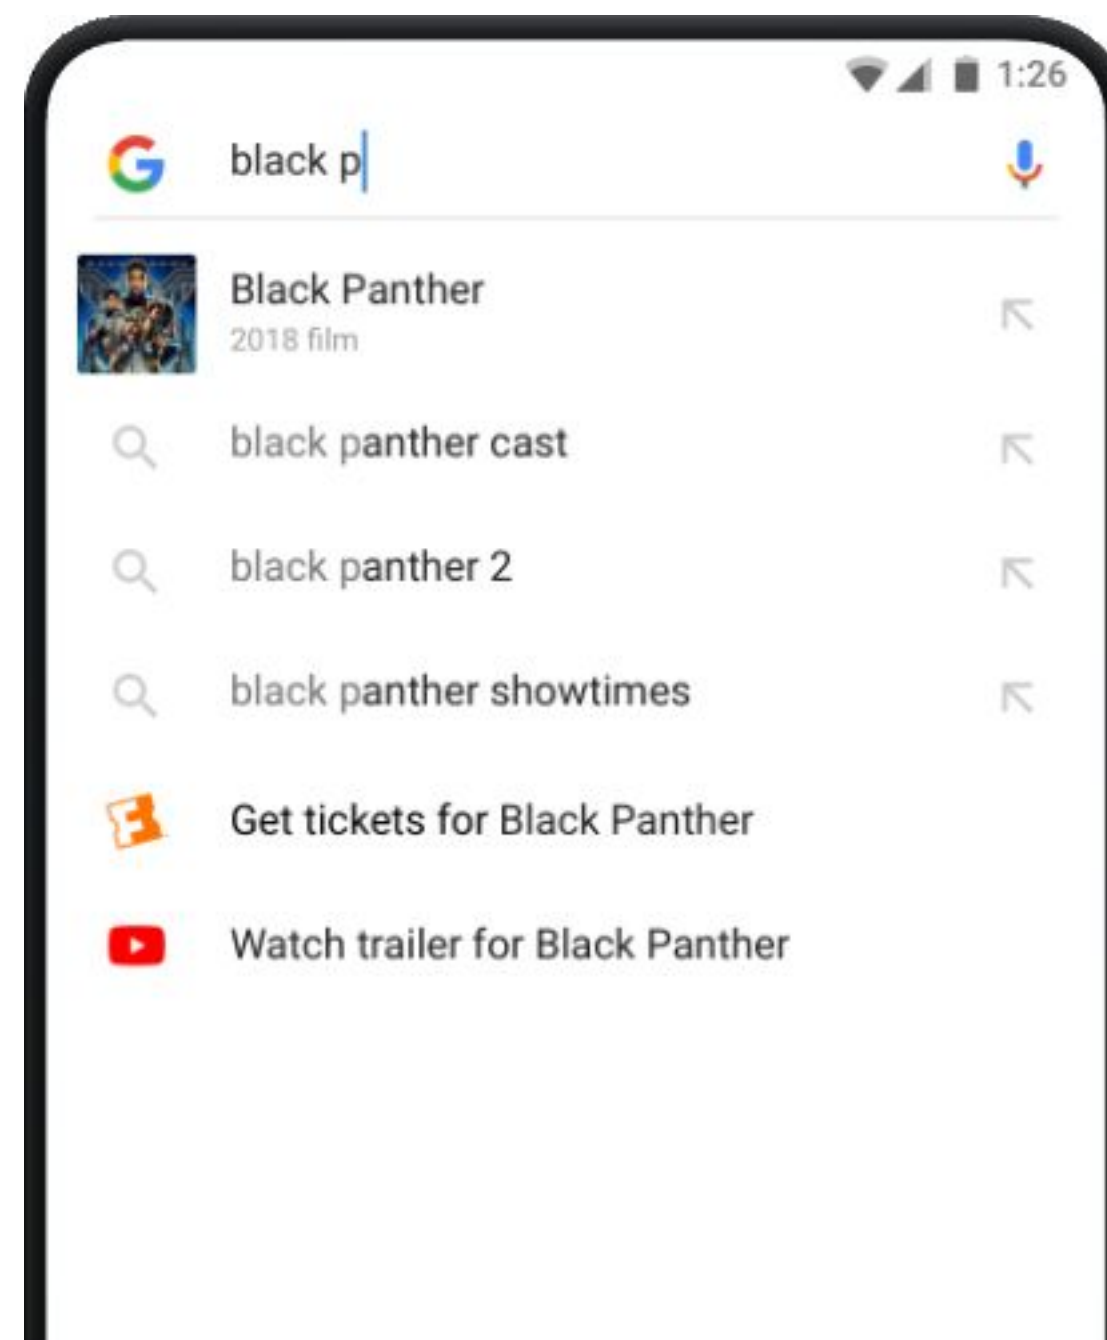 1:26
black p
Black Panther
2018 film
black panther cast
black panther 2
black panther showtimes
Get tickets for Black Panther
Watch trailer for Black Panther